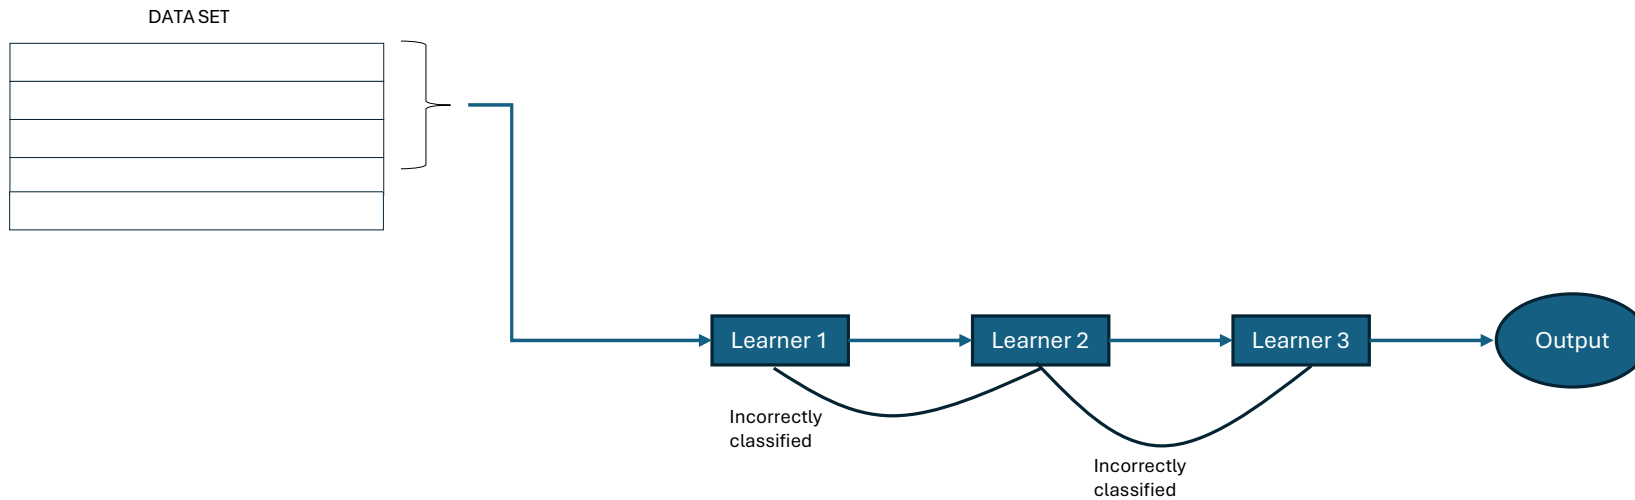 DATA SET
Learner 1
Learner 2
Learner 3
Output
Incorrectly
classified
Incorrectly
classified